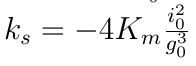 $k_s = -4K_m \frac{i_0^2}{g_0^3}$